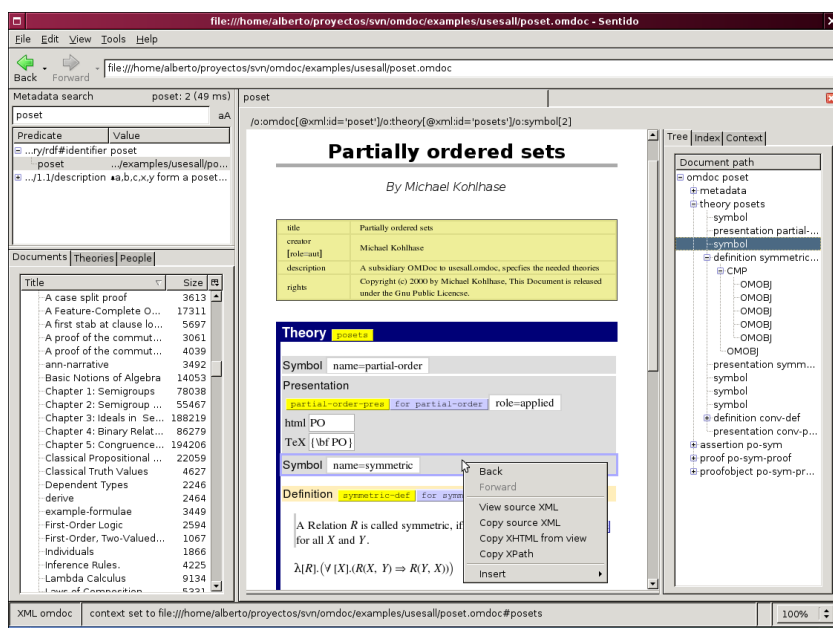 file:///home/alberto/proyectos/svn/omdoc/examples/usesall/poset.omdoc - Sentido
File Edit View Tools Help
Back Forward file:///home/alberto/proyectos/svn/omdoc/examples/usesall/poset.omdoc
Metadata search poset: 2 (49 ms)
poset aA
Predicate Value
...ry/rdf#identifier poset
poset .../examples/usesall/po...
.../1.1/description a,b,c,x,y form a poset...
Documents Theories People
Title Size
A case split proof 3613
A Feature-Complete O... 17311
A first stab at clause lo... 5697
A proof of the commut... 3061
A proof of the commut... 4039
ann-narrative 3492
Basic Notions of Algebra 14053
Chapter 1: Semigroups 78038
Chapter 2: Semigroup ... 55467
Chapter 3: Ideals in Se... 188219
Chapter 4: Binary Relat... 86279
Chapter 5: Congruence... 194206
Classical Propositional ... 22059
Classical Truth Values 4627
Dependent Types 2246
derive 2464
example-formulae 3449
First-Order Logic 2594
First-Order, Two-Valued... 1067
Individuals 1866
Inference Rules. 4225
Lambda Calculus 9134
Laws of Composition 5331
poset
/o:omdoc[@xml:id='poset']/o:theory[@xml:id='posets']/o:symbol[2]
Partially ordered sets
By Michael Kohlhase
title Partially ordered sets
creator
[role=aut] Michael Kohlhase
description A subsidiary OMDoc to usesall.omdoc, specfies the needed theories
rights Copyright (c) 2000 by Michael Kohlhase, This Document is released
under the Gnu Public Licencse.
Theory posets
Symbol name=partial-order
Presentation
partial-order-pres for partial-order role=applied
html PO
TeX {\bf PO}
Symbol name=symmetric
Definition symmetric-def for symm
A Relation R is called symmetric, if
for all X and Y.
λ[R].(∀ [X].(R(X, Y) ⇒ R(Y, X)))
Back
Forward
View source XML
Copy source XML
Copy XHTML from view
Copy XPath
Insert
Tree Index Context
Document path
omdoc poset
metadata
theory posets
symbol
presentation partial-...
symbol
definition symmetric...
CMP
OMOBJ
OMOBJ
OMOBJ
OMOBJ
OMOBJ
OMOBJ
presentation symm...
symbol
symbol
symbol
definition conv-def
presentation conv-p...
assertion po-sym
proof po-sym-proof
proofobject po-sym-pr...
XML omdoc context set to file:///home/alberto/proyectos/svn/omdoc/examples/usesall/poset.omdoc#posets 100%